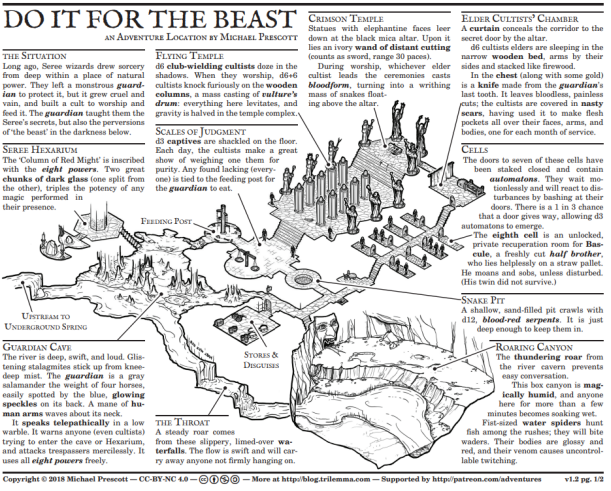 DO IT FOR THE BEAST
AN ADVENTURE LOCATION BY MICHAEL PRESCOTT
THE SITUATION
Long ago, Seree wizards drew sorcery
from deep within a place of natural
power. They left a monstrous guard-
ian to protect it, but it grew cruel and
vain, and built a cult to worship and
feed it. The guardian taught them the
Seree's secrets, but also the perversions
of 'the beast' in the darkness below.
SEREE HEXARIUM
The 'Column of Red Might' is inscribed
with the eight powers. Two great
chunks of dark glass (one split from
the other), triples the potency of any
magic performed in
their presence.
FLYING TEMPLE
d6 club-wielding cultists doze in the
shadows. When they worship, d6+6
cultists knock furiously on the wooden
columns, a mass casting of vulture's
drum: everything here levitates, and
gravity is halved in the temple complex.
SCALES OF JUDGMENT
d3 captives are shackled on the floor.
Each day, the cultists make a great
show of weighing one them for
purity. Any found lacking (every-
one) is tied to the feeding post for
the guardian to eat.
CRIMSON TEMPLE
Statues with elephantine faces leer
down at the black mica altar. Upon it
lies an ivory wand of distant cutting
(counts as sword, range 30 paces).
During worship, whichever elder
cultist leads the ceremonies casts
Bloodform, turning into a writhing
mass of snakes float-
ing above the altar.
ELDER CULTISTS' CHAMBER
A curtain conceals the corridor to the
secret door by the altar.
d6 cultists elders are sleeping in the
narrow wooden bed, arms by their
sides and stacked like firewood.
In the chest (along with some gold)
is a knife made from the guardian's
last tooth. It leaves bloodless, painless
cuts; the cultists are covered in nasty
scars, having used it to make flesh
pockets all over their faces, arms, and
bodies, one for each month of service.
CELLS
The doors to seven of these cells have
been staked closed and contain
automatons. They wait mo-
tionlessly and will react to dis-
turbances by bashing at their
doors. There is a 1 in 3 chance
that a door gives way, allowing d3
automatons to emerge.
The eighth cell is an unlocked,
private recuperation room for Bas-
cule, a freshly cut half brother,
who lies helplessly on a straw pallet.
He moans and sobs, unless disturbed.
(His twin did not survive.)
FEEDING POST
SNAKE PIT
A shallow, sand-filled pit crawls with
d12, blood-red serpents. It is just
deep enough to keep them in.
UPSTREAM TO
UNDERGROUND SPRING
STORES &
DISGUISES
GUARDIAN CAVE
The river is deep, swift, and loud. Glis-
tening stalagmites stick up from knee-
deep mist. The guardian is a gray
salamander the weight of four horses,
easily spotted by the blue, glowing
speckles on its back. A mane of hu-
man arms waves about its neck.
It speaks telepathically in a low
warble. It warns anyone (even cultists)
trying to enter the cave or Hexarium,
and attacks trespassers mercilessly. It
uses all eight powers freely.
THE THROAT
A steady roar comes
from these slippery, limed-over wa-
terfalls. The flow is swift and will car-
ry away anyone not firmly hanging on.
ROARING CANYON
The thundering roar from
the river cavern prevents
easy conversation.
This box canyon is mag-
ically humid, and anyone
here for more than a few
minutes becomes soaking wet.
Fist-sized water spiders hunt
fish among the rushes; they will bite
waders. Their bodies are glossy and
red, and their venom causes uncontrol-
lable twitching.
Copyright © 2018 Michael Prescott — CC-BY-NC 4.0 — — More at http://blog.trilemma.com — Supported by http://patreon.com/adventures v1.2 pg. 1/2